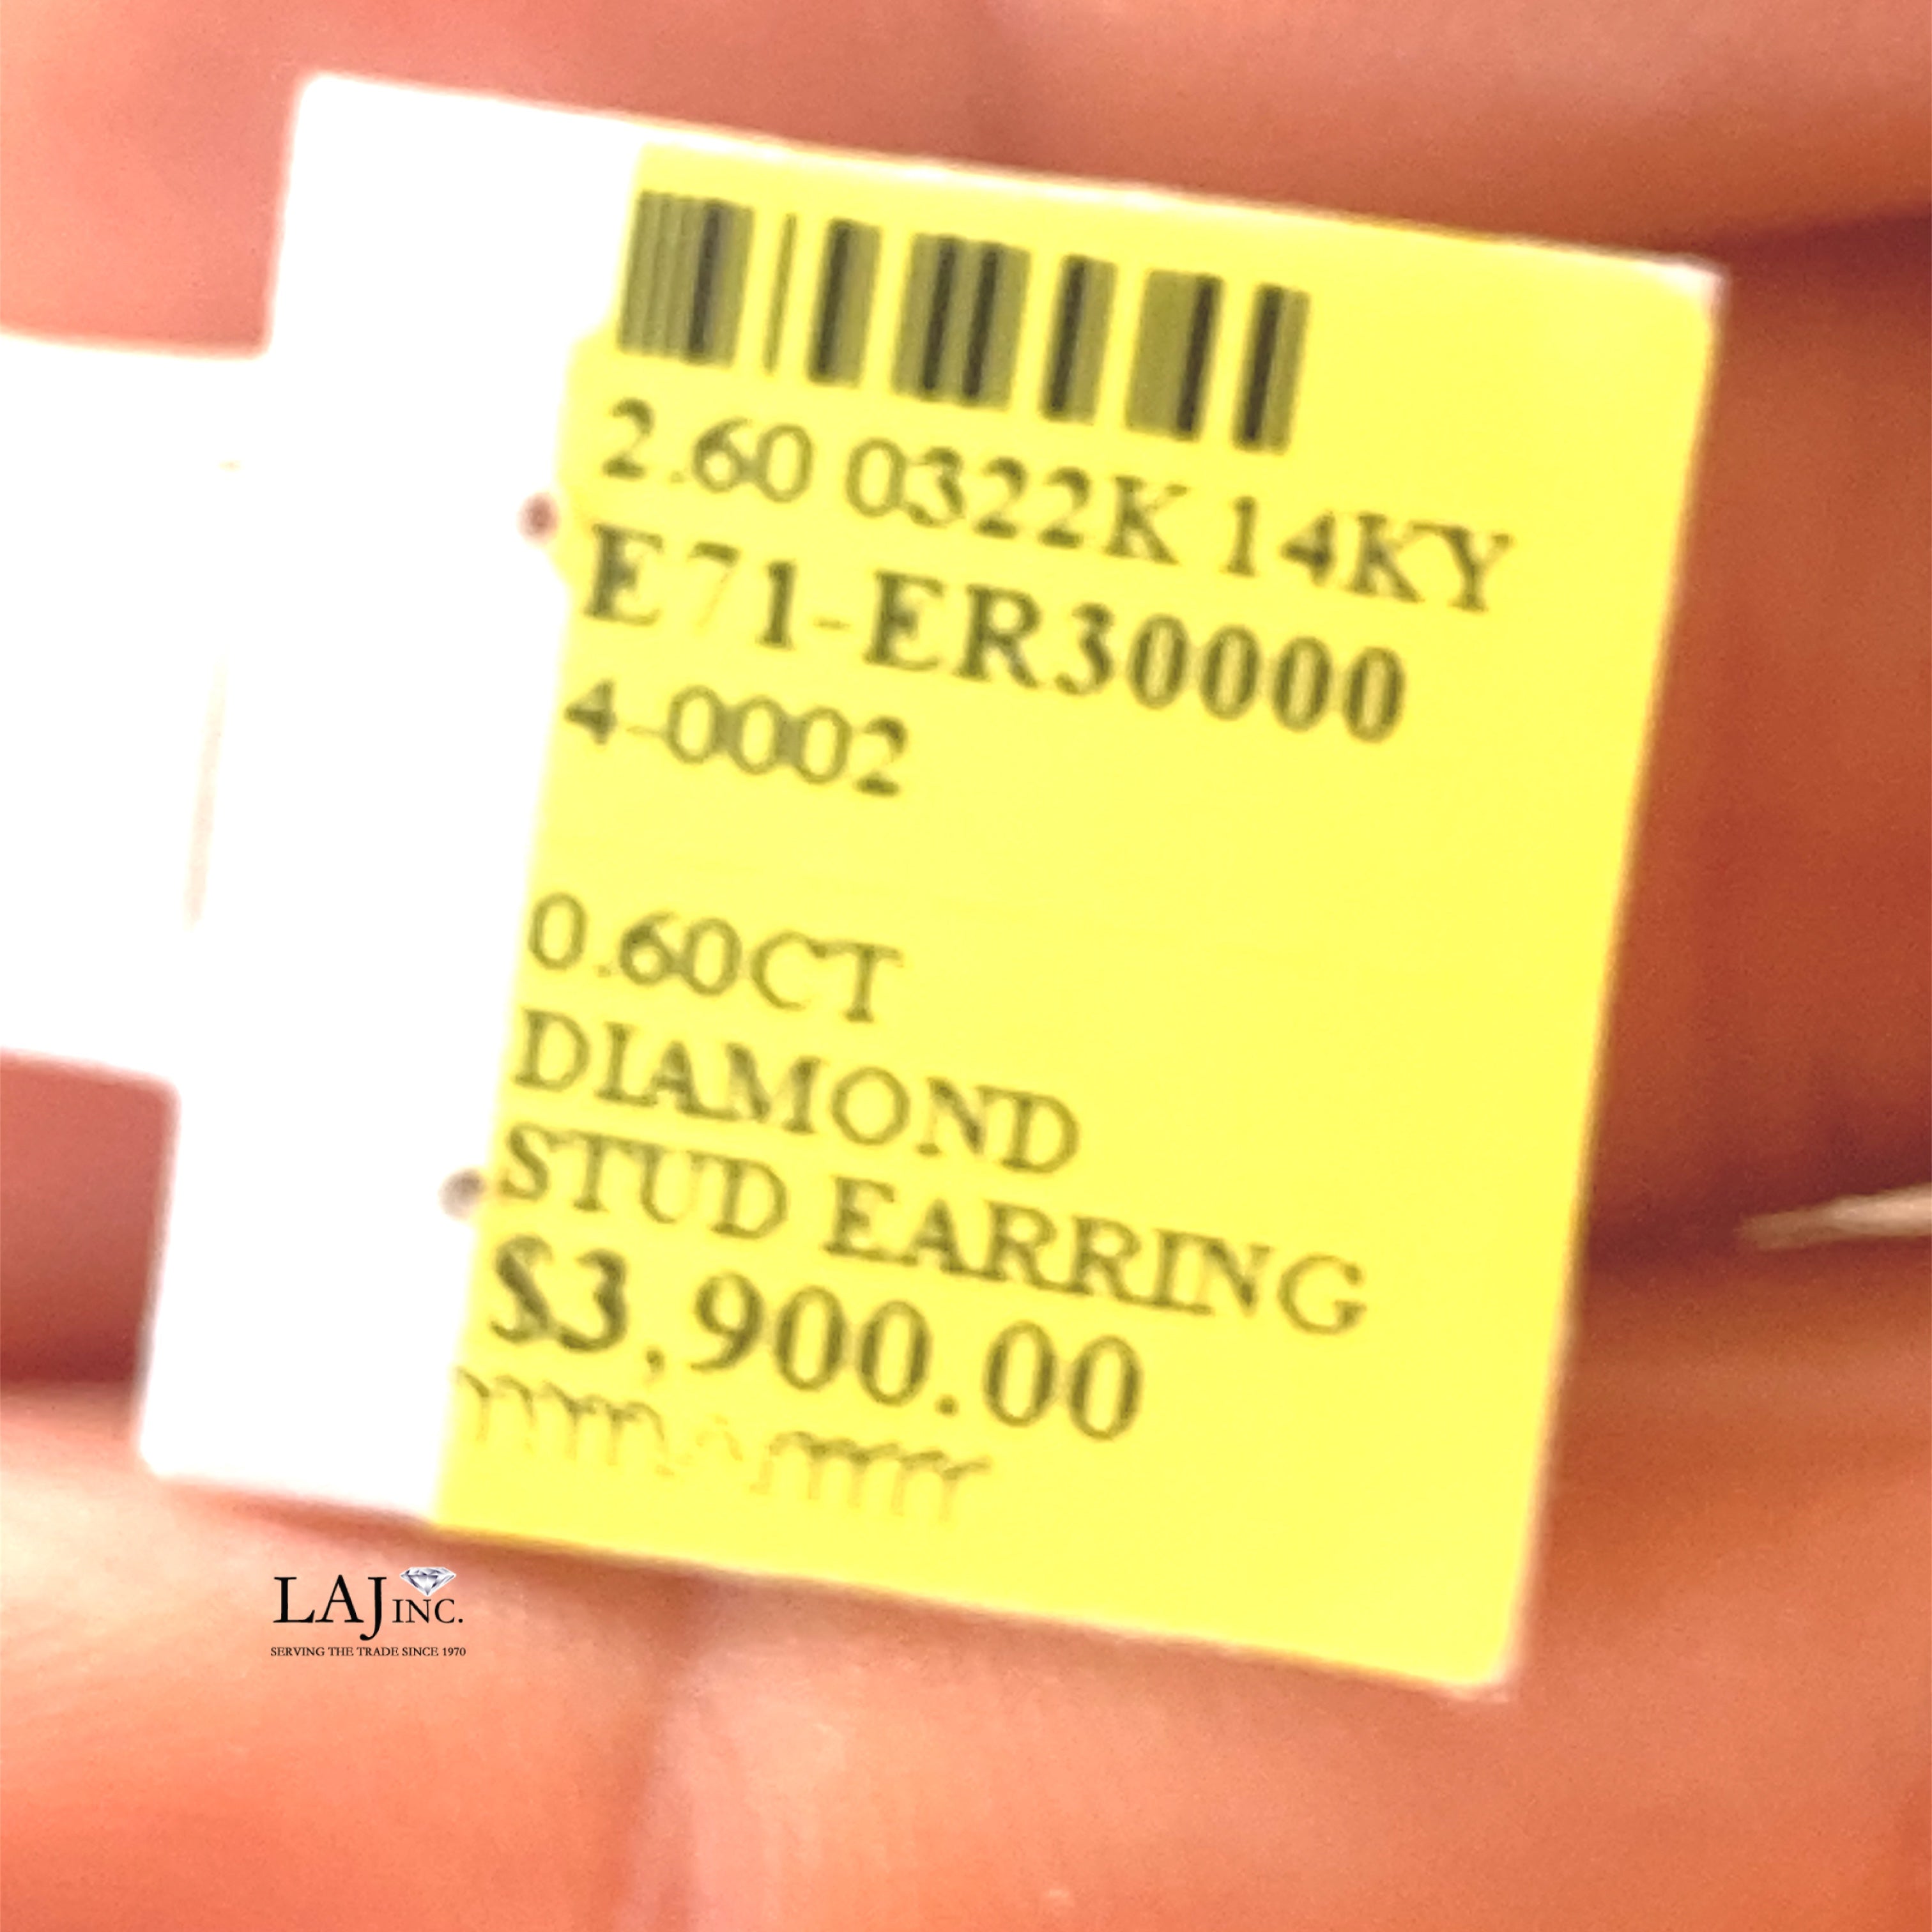 2.60 0322K 14KY
E71-ER30000
4-0002
0.60CT
DIAMOND
STUD EARRING
$3,900.00
LAJ INC.
SERVING THE TRADE SINCE 1970